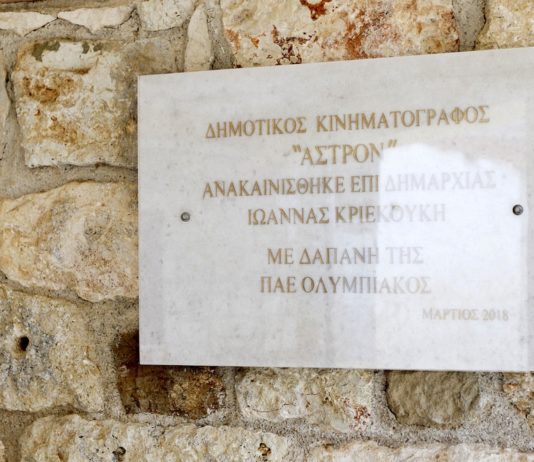 ΔΗΜΟΤΙΚΟΣ ΚΙΝΗΜΑΤΟΓΡΑΦΟΣ
"ΑΣΤΡΟΝ"
ΑΝΑΚΑΙΝΙΣΘΗΚΕ ΕΠΙ ΔΗΜΑΡΧΙΑΣ
ΙΩΑΝΝΑΣ ΚΡΙΕΚΟΥΚΗ
ΜΕ ΔΑΠΑΝΗ ΤΗΣ
ΠΑΕ ΟΛΥΜΠΙΑΚΟΣ
ΜΑΡΤΙΟΣ 2018